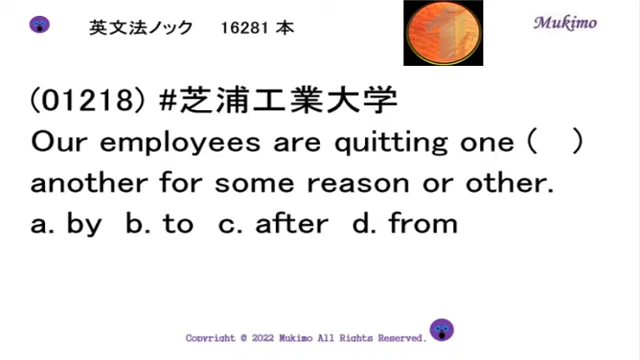 英文法ノック 16281 本
Mukimo
(01218) #芝浦工業大学
Our employees are quitting one ( )
another for some reason or other.
a. by b. to c. after d. from
Copyright © 2022 Mukimo All Rights Reserved.